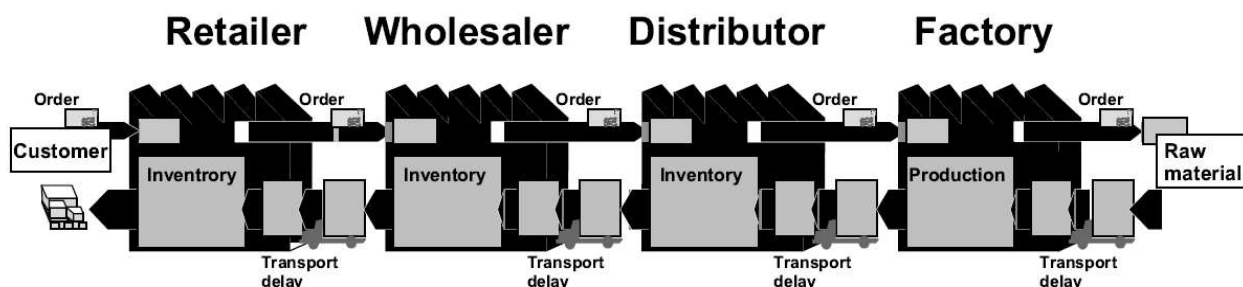 Retailer Wholesaler Distributor Factory
Order Order Order Order Order
Customer
Raw
material
Inventrory Inventory Inventory Production
Transport
delay
Transport
delay
Transport
delay
Transport
delay